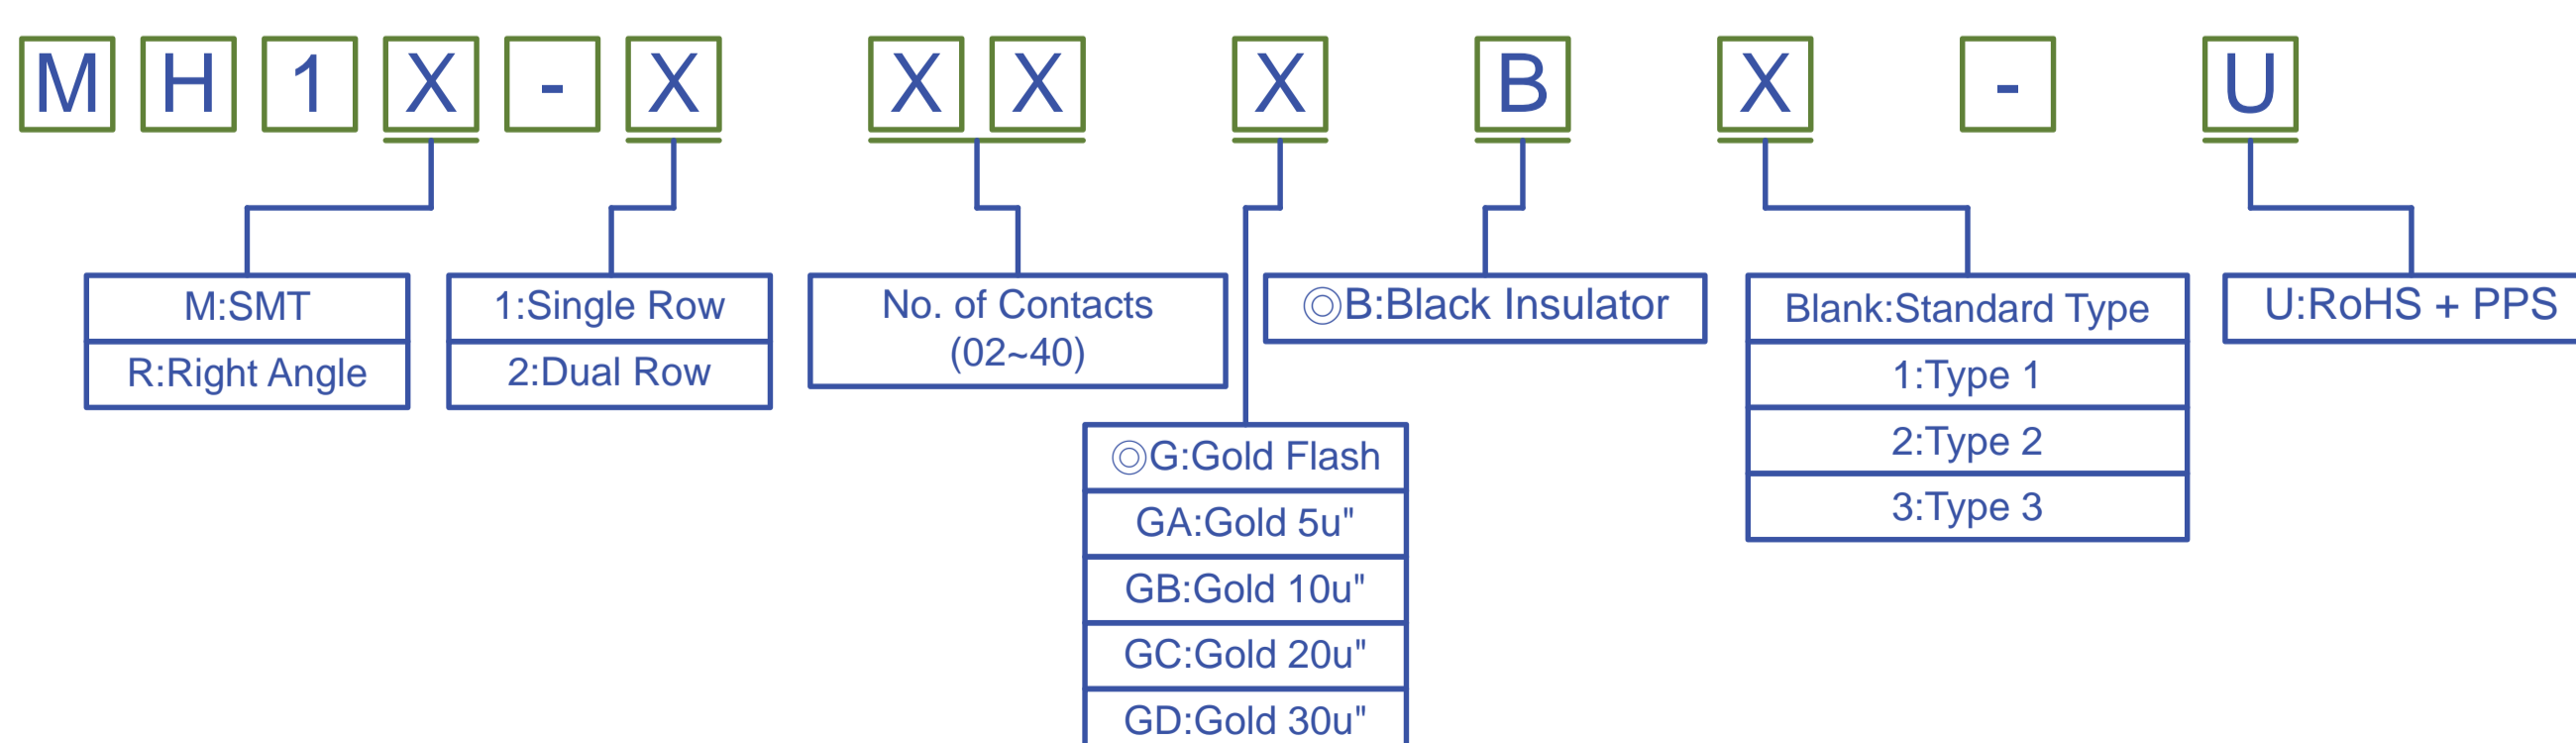 M H 1 X - X X X X B X - U
M:SMT
R:Right Angle
1:Single Row
2:Dual Row
No. of Contacts
(02~40)
◎G:Gold Flash
GA:Gold 5u"
GB:Gold 10u"
GC:Gold 20u"
GD:Gold 30u"
◎B:Black Insulator
Blank:Standard Type
1:Type 1
2:Type 2
3:Type 3
U:RoHS + PPS